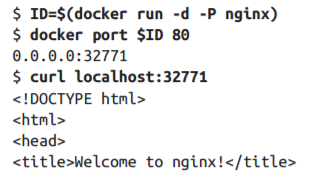 $ ID=$(docker run -d -P nginx)
$ docker port $ID 80
0.0.0.0:32771
$ curl localhost:32771
<!DOCTYPE html>
<html>
<head>
<title>Welcome to nginx!</title>